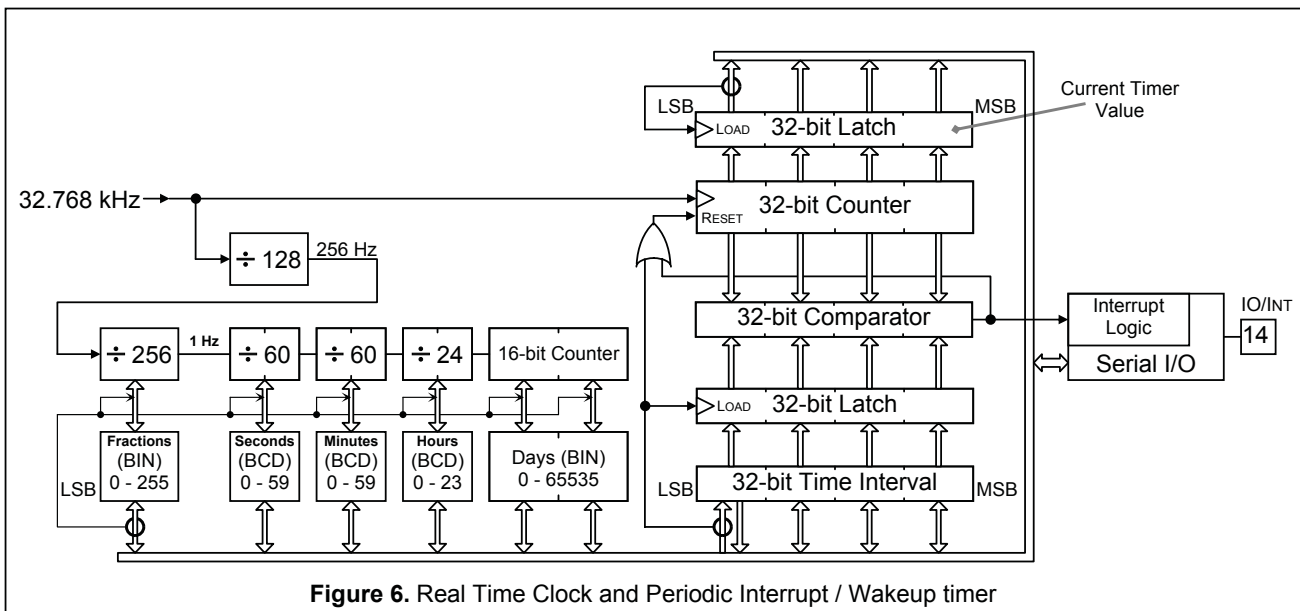 LSB
MSB
Current Timer
Value
LOAD
32-bit Latch
32.768 kHz
32-bit Counter
RESET
÷ 128
256 Hz
32-bit Comparator
Interrupt
Logic
Serial I/O
IO/INT
14
÷ 256
1 Hz
÷ 60
÷ 60
÷ 24
16-bit Counter
LOAD
32-bit Latch
Fractions
(BIN)
0 - 255
Seconds
(BCD)
0 - 59
Minutes
(BCD)
0 - 59
Hours
(BCD)
0 - 23
Days (BIN)
0 - 65535
LSB
LSB
32-bit Time Interval
MSB
Figure 6. Real Time Clock and Periodic Interrupt / Wakeup timer